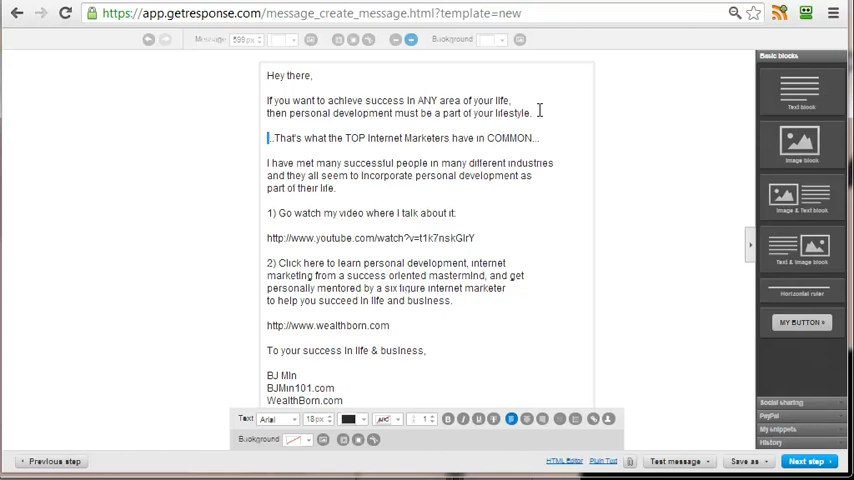 https://app.getresponse.com/message_create_message.html?template=new
Message 599 px Background
Hey there,
If you want to achieve success in ANY area of your life,
then personal development must be a part of your lifestyle.
..That's what the TOP Internet Marketers have in COMMON...
I have met many successful people in many different industries
and they all seem to incorporate personal development as
part of their life.
1) Go watch my video where I talk about it:
http://www.youtube.com/watch?v=t1k7nskGIrY
2) Click here to learn personal development, internet
marketing from a success oriented mastermind, and get
personally mentored by a six figure internet marketer
to help you succeed in life and business.
http://www.wealthborn.com
To your success in life & business,
BJ Min
BJMin101.com
WealthBorn.com
Text Arial 18px ABC 1 B I U T
Background
Basic blocks
Text block
Image block
Image & Text block
Text & Image block
Horizontal ruler
MY BUTTON »
Social sharing
PayPal
My snippets
History
Previous step HTML Editor Plain Text Test message Save as Next step